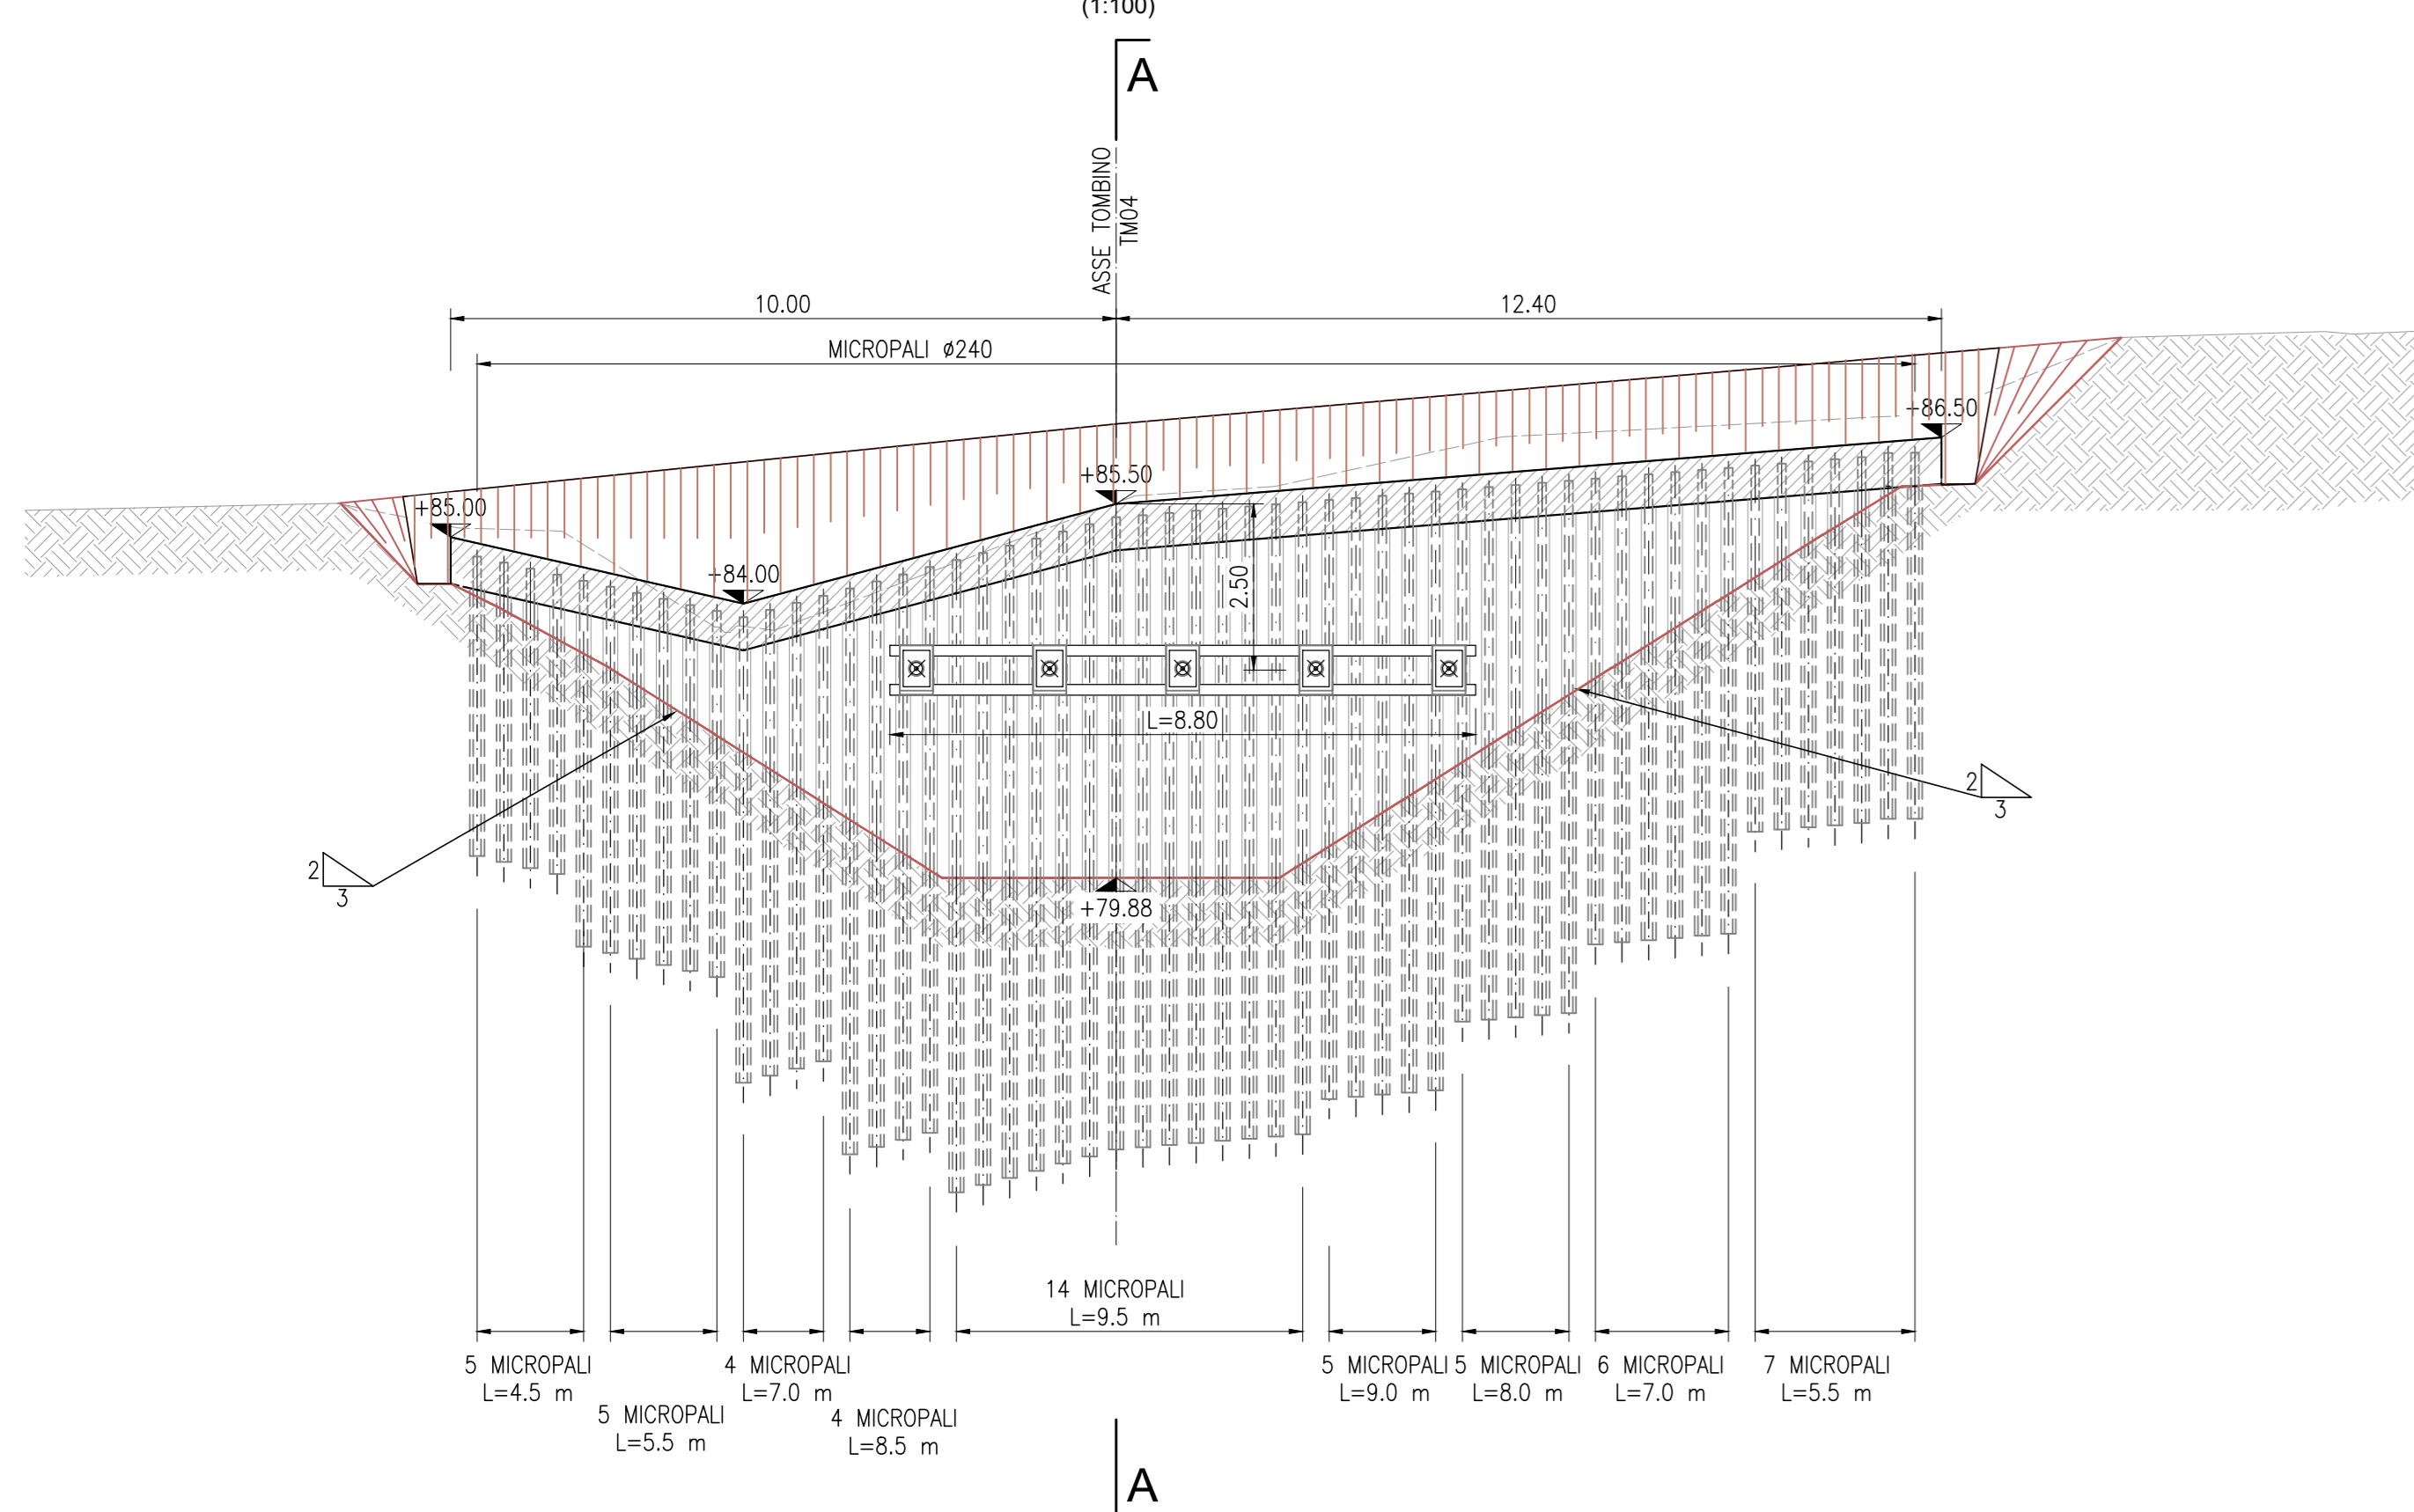 (1:100)
A
ASSE TOMBINO
TM04
10.00
12.40
MICROPALI ø240
+86.50
+85.50
+85.00
+84.00
2.50
L=8.80
2
3
2
3
+79.88
14 MICROPALI
L=9.5 m
5 MICROPALI
L=4.5 m
4 MICROPALI
L=7.0 m
5 MICROPALI
L=9.0 m
5 MICROPALI
L=8.0 m
6 MICROPALI
L=7.0 m
7 MICROPALI
L=5.5 m
5 MICROPALI
L=5.5 m
4 MICROPALI
L=8.5 m
A